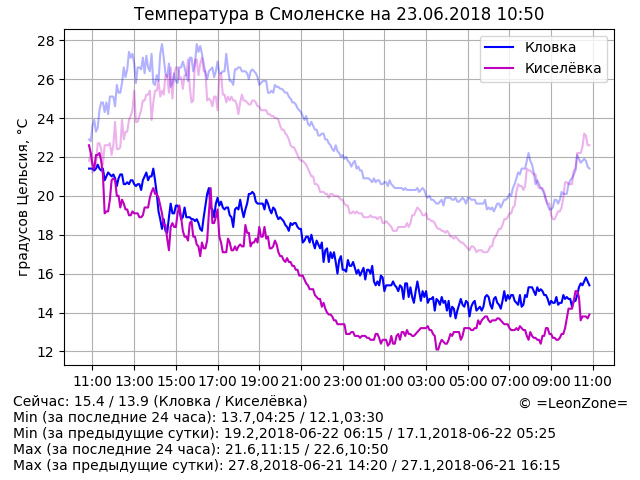 Температура в Смоленске на 23.06.2018 10:50
градусов Цельсия, °C
28
26
24
22
20
18
16
14
12
Кловка
Киселёвка
11:00 13:00 15:00 17:00 19:00 21:00 23:00 01:00 03:00 05:00 07:00 09:00 11:00
© =LeonZone=
Сейчас: 15.4 / 13.9 (Кловка / Киселёвка)
Min (за последние 24 часа): 13.7,04:25 / 12.1,03:30
Min (за предыдущие сутки): 19.2,2018-06-22 06:15 / 17.1,2018-06-22 05:25
Max (за последние 24 часа): 21.6,11:15 / 22.6,10:50
Max (за предыдущие сутки): 27.8,2018-06-21 14:20 / 27.1,2018-06-21 16:15